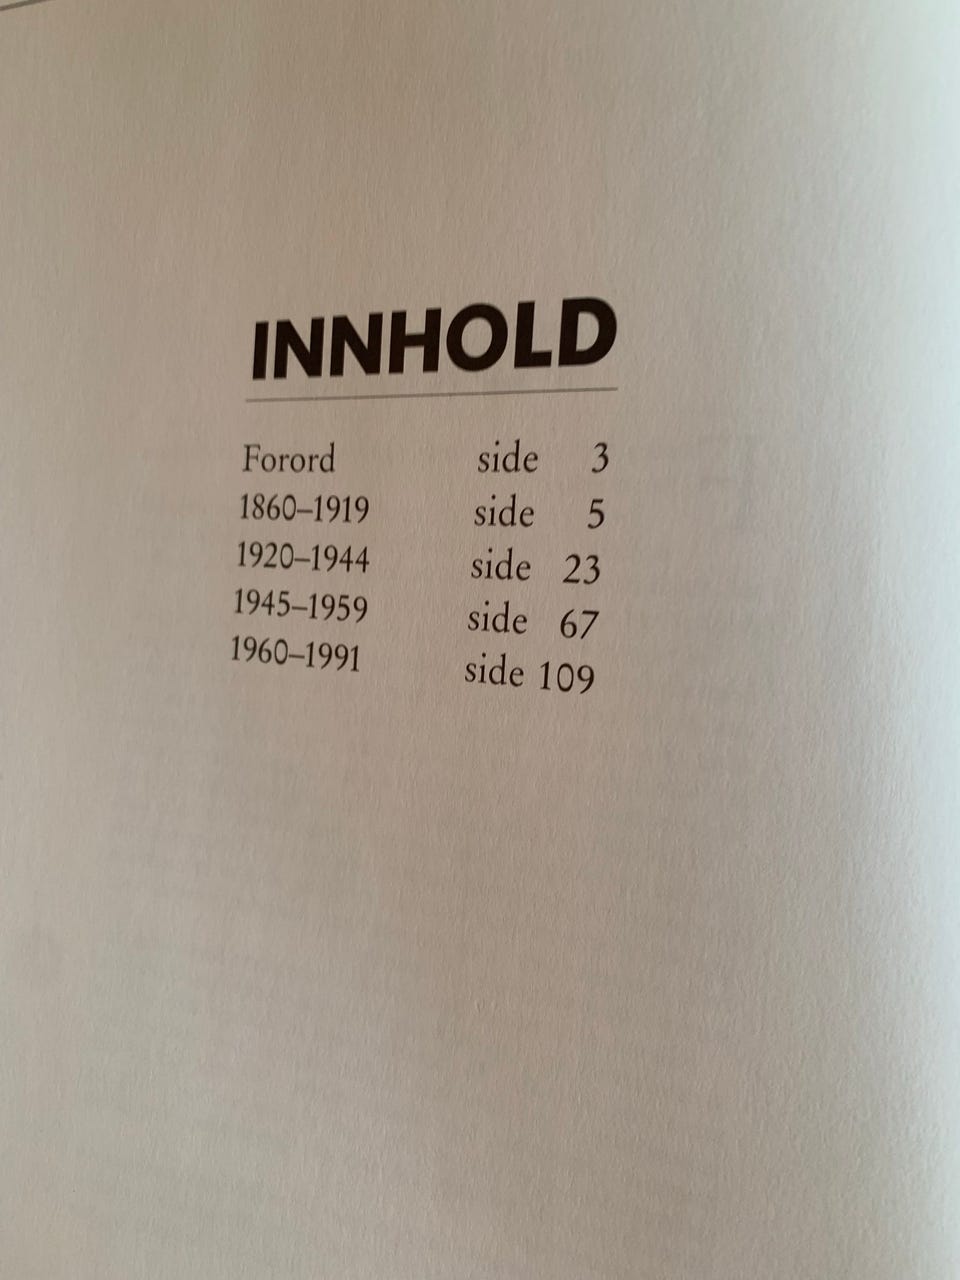 INNHOLD
Forord side 3
1860–1919 side 5
1920–1944 side 23
1945–1959 side 67
1960–1991 side 109